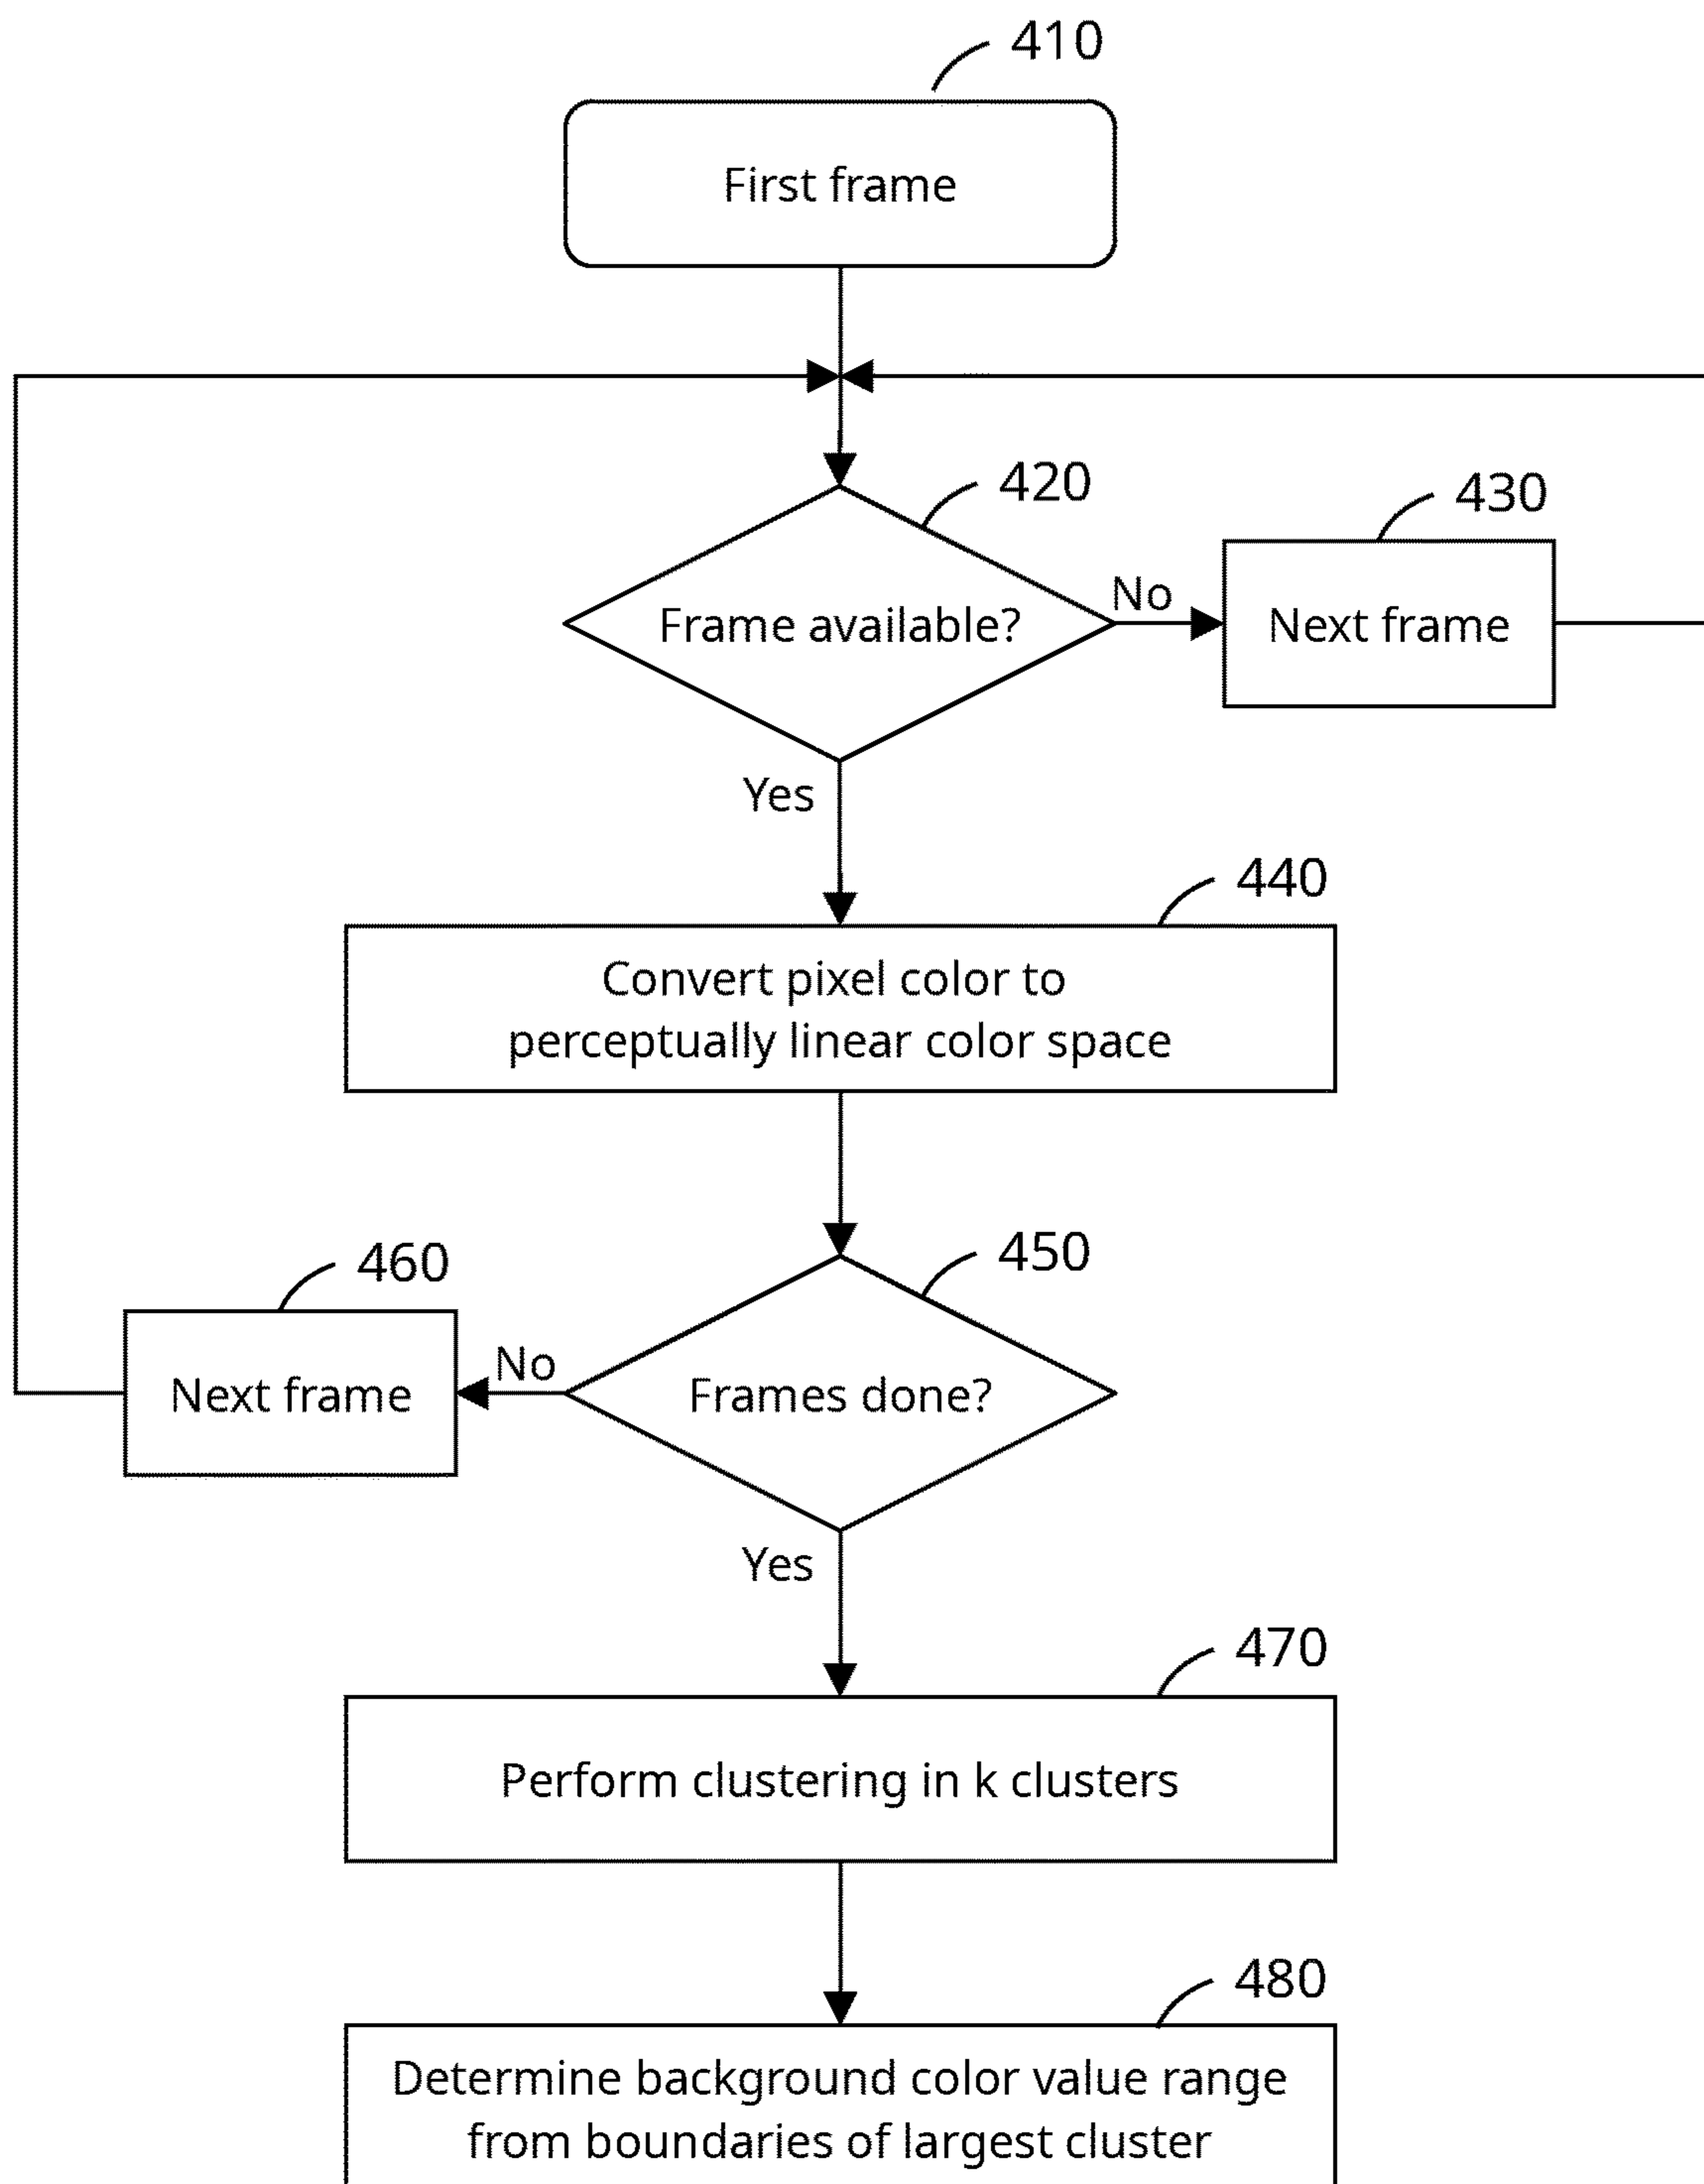 410
First frame
420
430
No
Frame available?
Next frame
Yes
440
Convert pixel color to
perceptually linear color space
450
460
No
Next frame
Frames done?
Yes
470
Perform clustering in k clusters
480
Determine background color value range
from boundaries of largest cluster